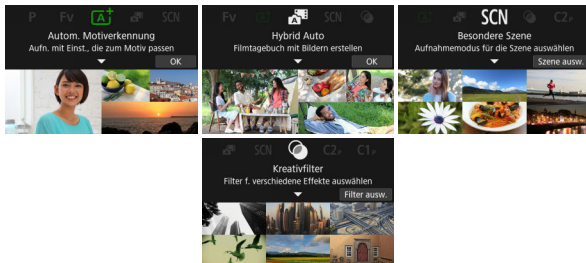 P Fv A+ SCN
Autom. Motiverkennung
Aufn. mit Einst., die zum Motiv passen
OK
Fv A+ SCN
Hybrid Auto
Filmtagebuch mit Bildern erstellen
OK
A+ SCN C2
Besondere Szene
Aufnahmemodus für die Szene auswählen
Szene ausw.
SCN C2 C1
Kreativfilter
Filter f. verschiedene Effekte auswählen
Filter ausw.